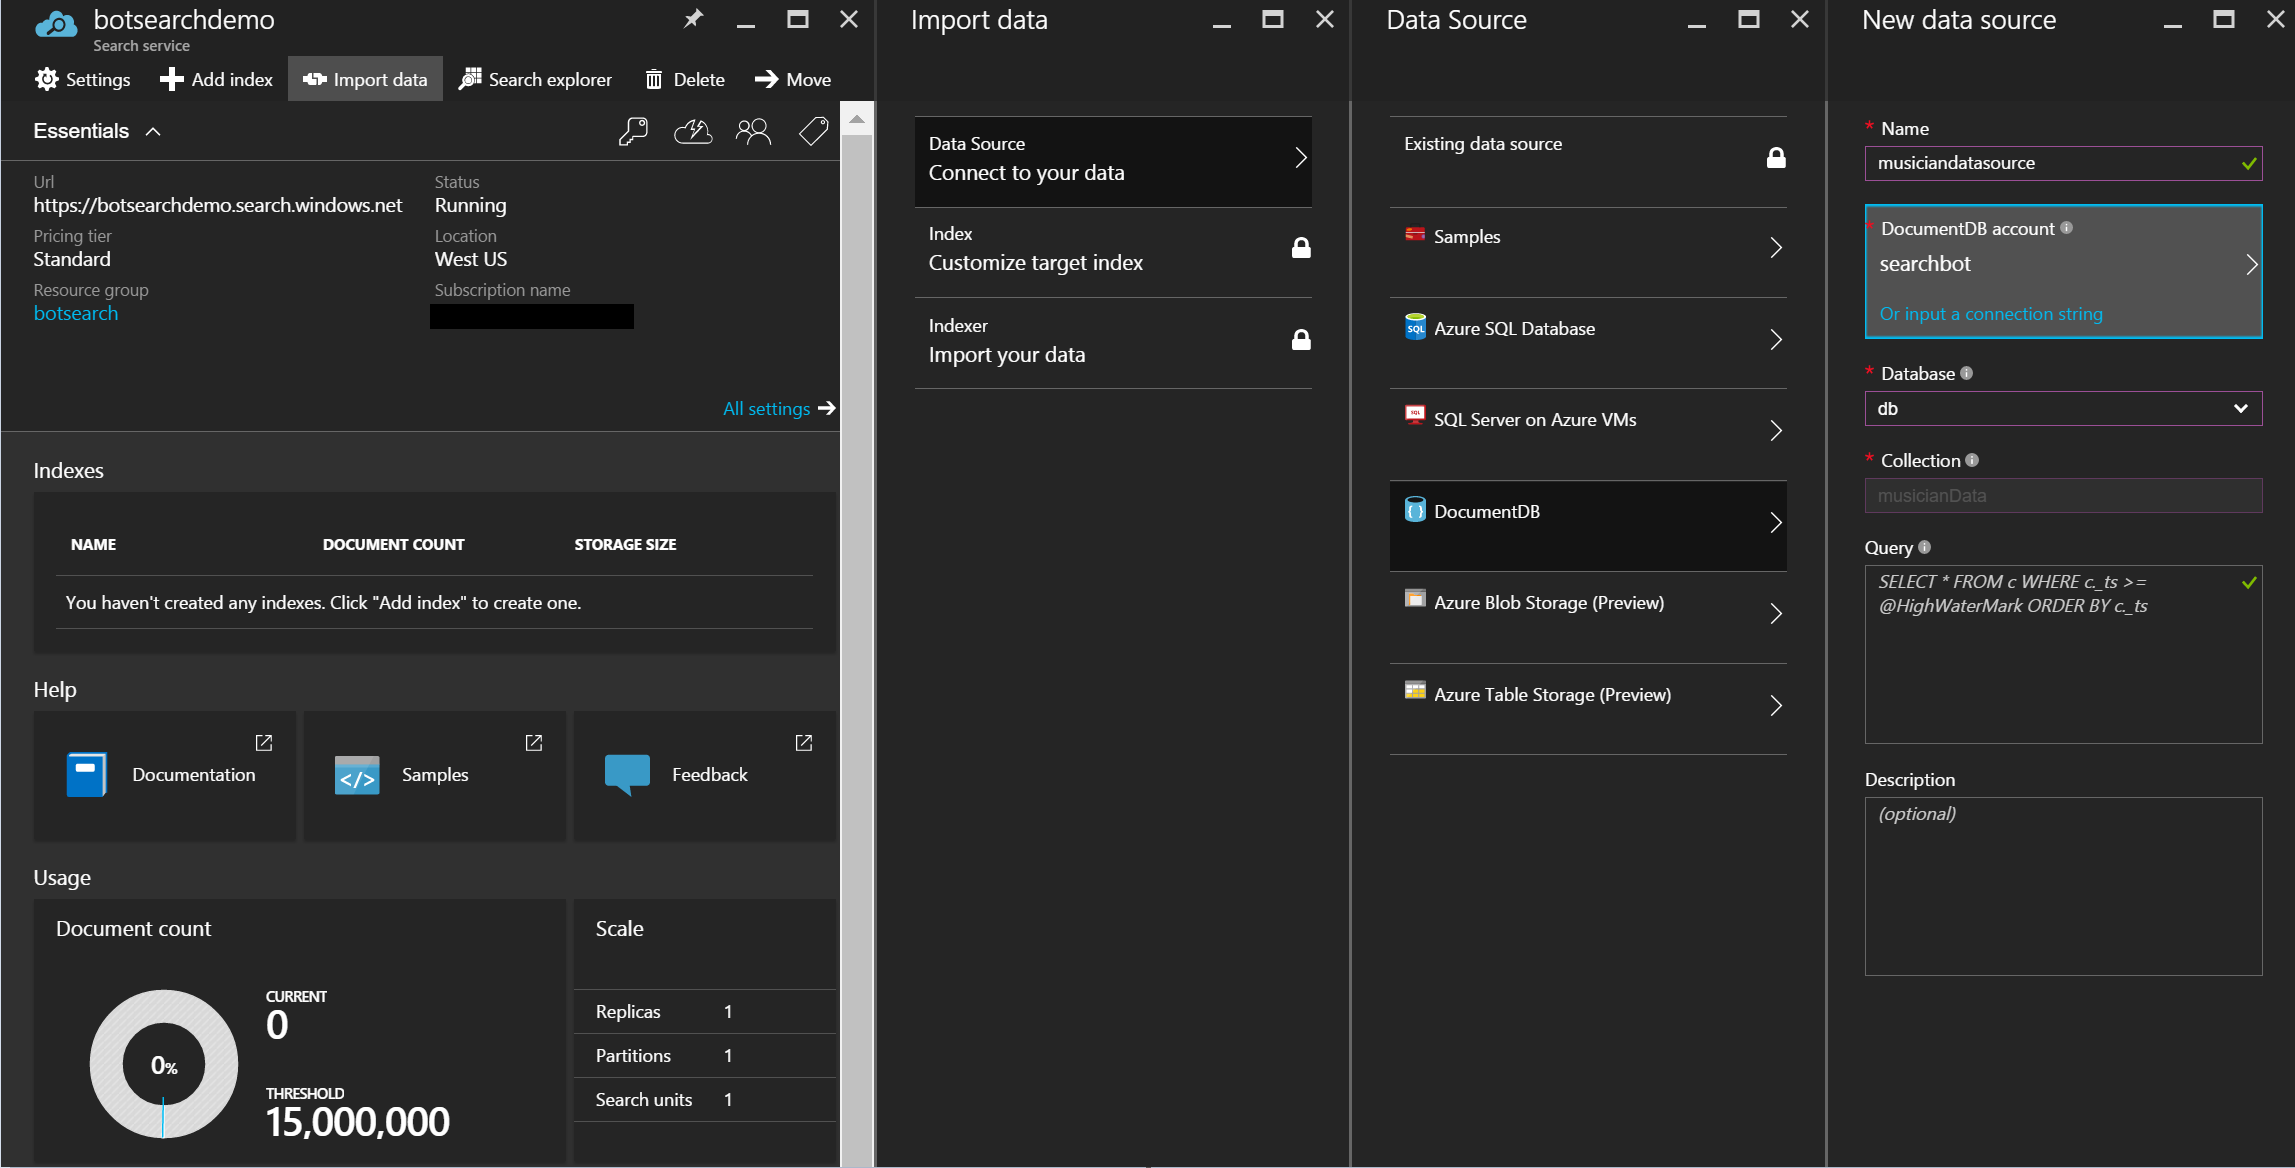 botsearchdemo
Search service
Settings
Add index
Import data
Search explorer
Delete
Move
Essentials
Url
https://botsearchdemo.search.windows.net
Status
Running
Pricing tier
Standard
Location
West US
Resource group
botsearch
Subscription name
All settings
Indexes
NAME DOCUMENT COUNT STORAGE SIZE
You haven't created any indexes. Click "Add index" to create one.
Help
Documentation
</> Samples
Feedback
Usage
Document count
0%
CURRENT
0
THRESHOLD
15,000,000
Scale
Replicas 1
Partitions 1
Search units 1
Import data
Data Source
Connect to your data
Index
Customize target index
Indexer
Import your data
Data Source
Existing data source
Samples
SQL Azure SQL Database
SQL SQL Server on Azure VMs
{ } DocumentDB
Azure Blob Storage (Preview)
Azure Table Storage (Preview)
New data source
* Name
musiciandatasource
* DocumentDB account
searchbot
Or input a connection string
* Database
db
* Collection
musicianData
Query
SELECT * FROM c WHERE c._ts >=
@HighWaterMark ORDER BY c._ts
Description
(optional)